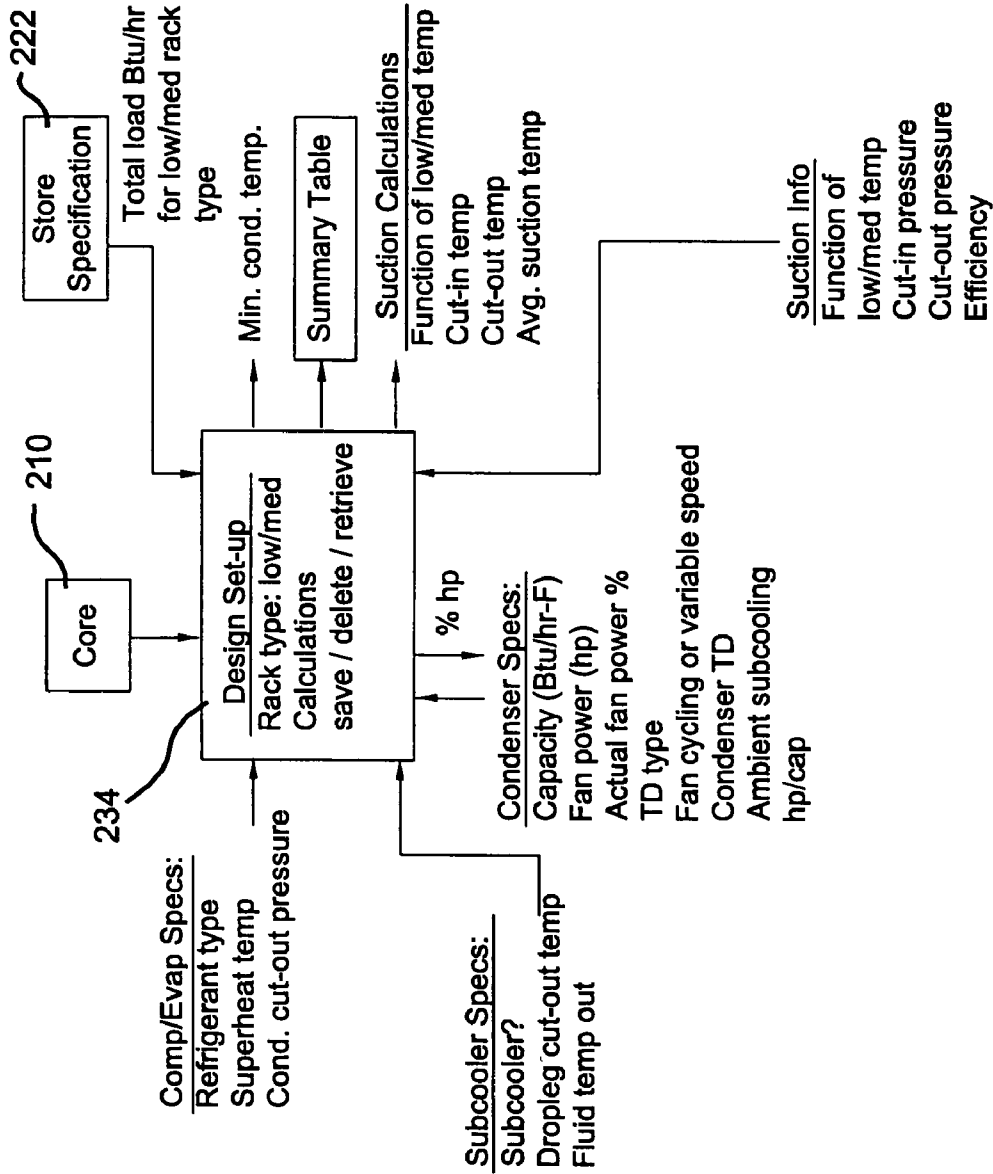 222
Store
Specification
Total load Btu/hr
for low/med rack
type
210
Core
234
Design Set-up
Rack type: low/med
Calculations
save / delete / retrieve
Min. cond. temp.
Summary Table
Suction Calculations
Function of low/med temp
Cut-in temp
Cut-out temp
Avg. suction temp
Comp/Evap Specs:
Refrigerant type
Superheat temp
Cond. cut-out pressure
Subcooler Specs:
Subcooler?
Dropleg cut-out temp
Fluid temp out
% hp
Condenser Specs:
Capacity (Btu/hr-F)
Fan power (hp)
Actual fan power %
TD type
Fan cycling or variable speed
Condenser TD
Ambient subcooling
hp/cap
Suction Info
Function of
low/med temp
Cut-in pressure
Cut-out pressure
Efficiency